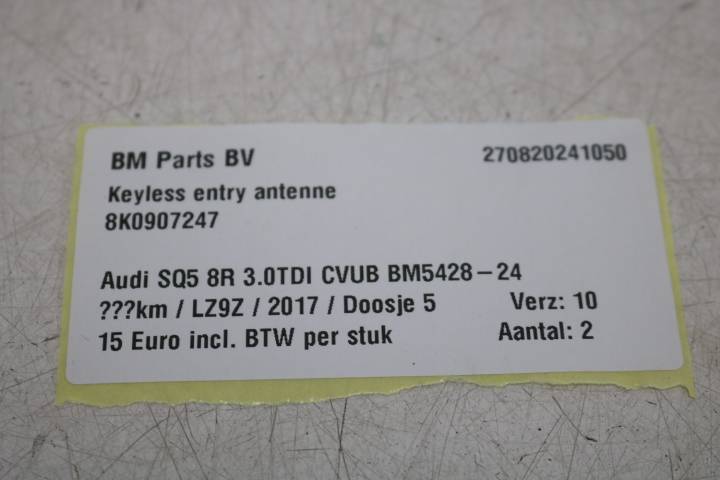 BM Parts BV 270820241050
Keyless entry antenne
8K0907247
Audi SQ5 8R 3.0TDI CVUB BM5428-24
???km / LZ9Z / 2017 / Doosje 5 Verz: 10
15 Euro incl. BTW per stuk Aantal: 2